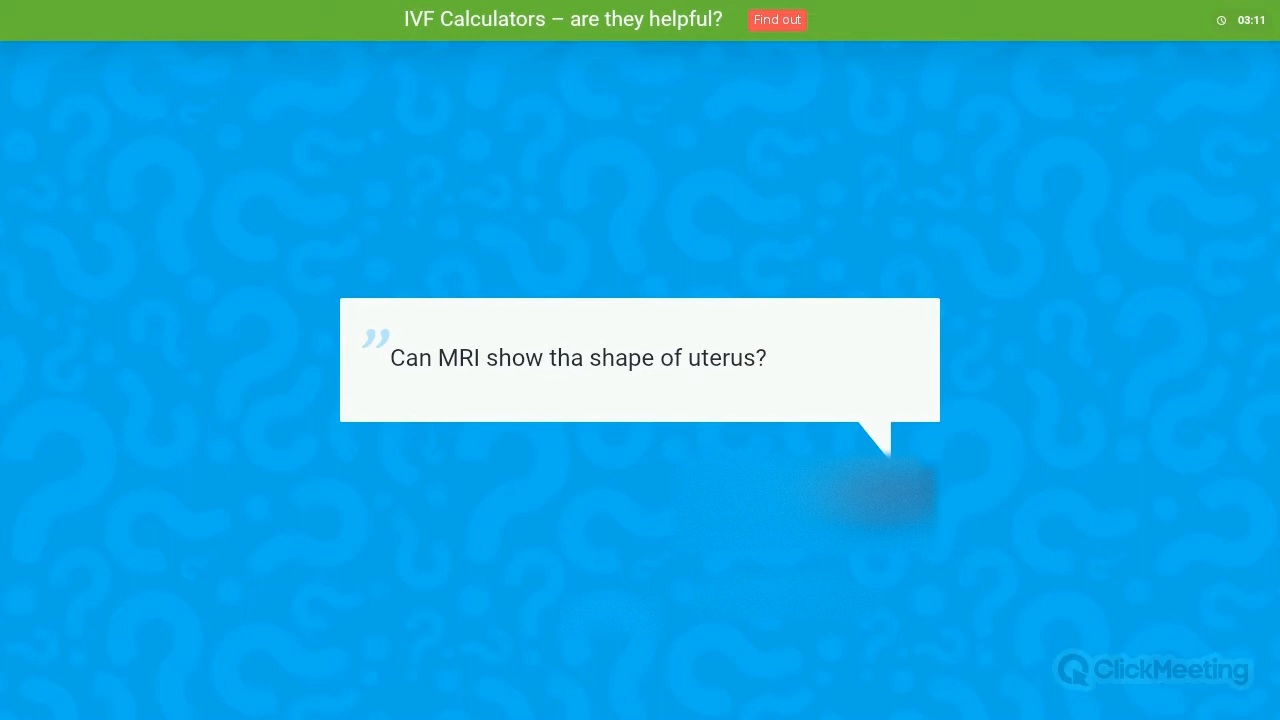 IVF Calculators – are they helpful? Find out 03:11
” Can MRI show tha shape of uterus?
ClickMeeting